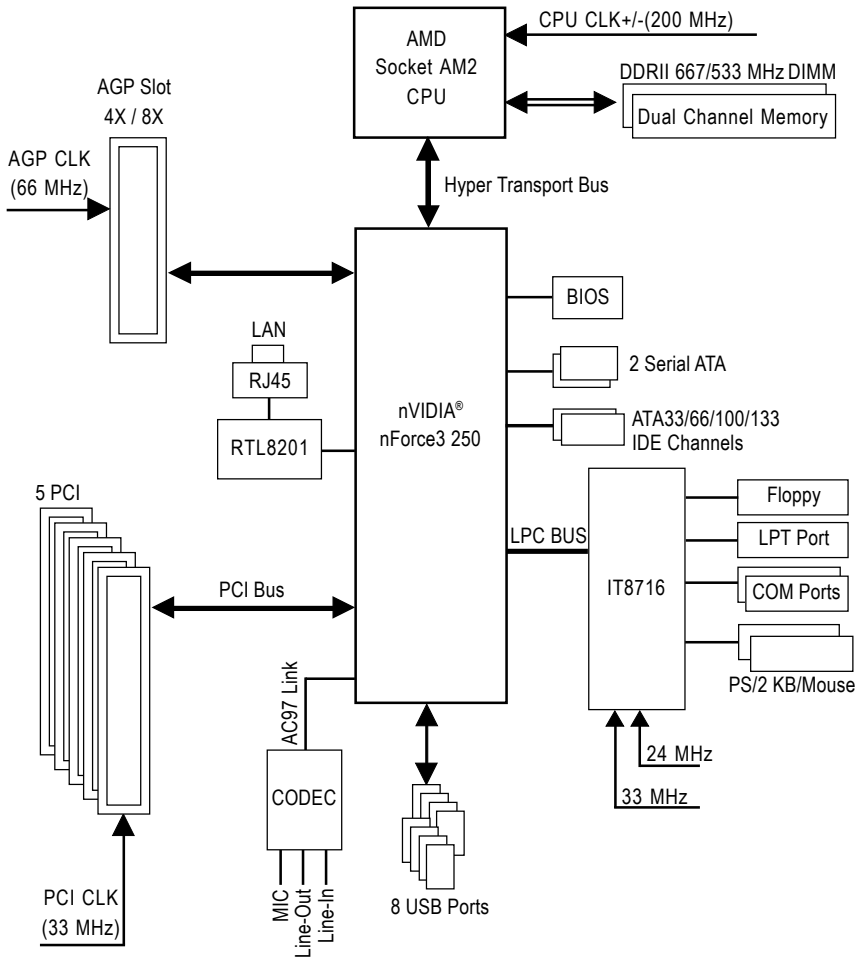 CPU CLK+/-(200 MHz)
AMD
Socket AM2
CPU
DDRII 667/533 MHz DIMM
Dual Channel Memory
AGP Slot
4X / 8X
AGP CLK
(66 MHz)
Hyper Transport Bus
BIOS
LAN
RJ45
2 Serial ATA
nVIDIA®
nForce3 250
ATA33/66/100/133
IDE Channels
RTL8201
5 PCI
Floppy
LPC BUS
LPT Port
IT8716
PCI Bus
COM Ports
PS/2 KB/Mouse
AC97 Link
24 MHz
CODEC
33 MHz
MIC
Line-Out
Line-In
8 USB Ports
PCI CLK
(33 MHz)